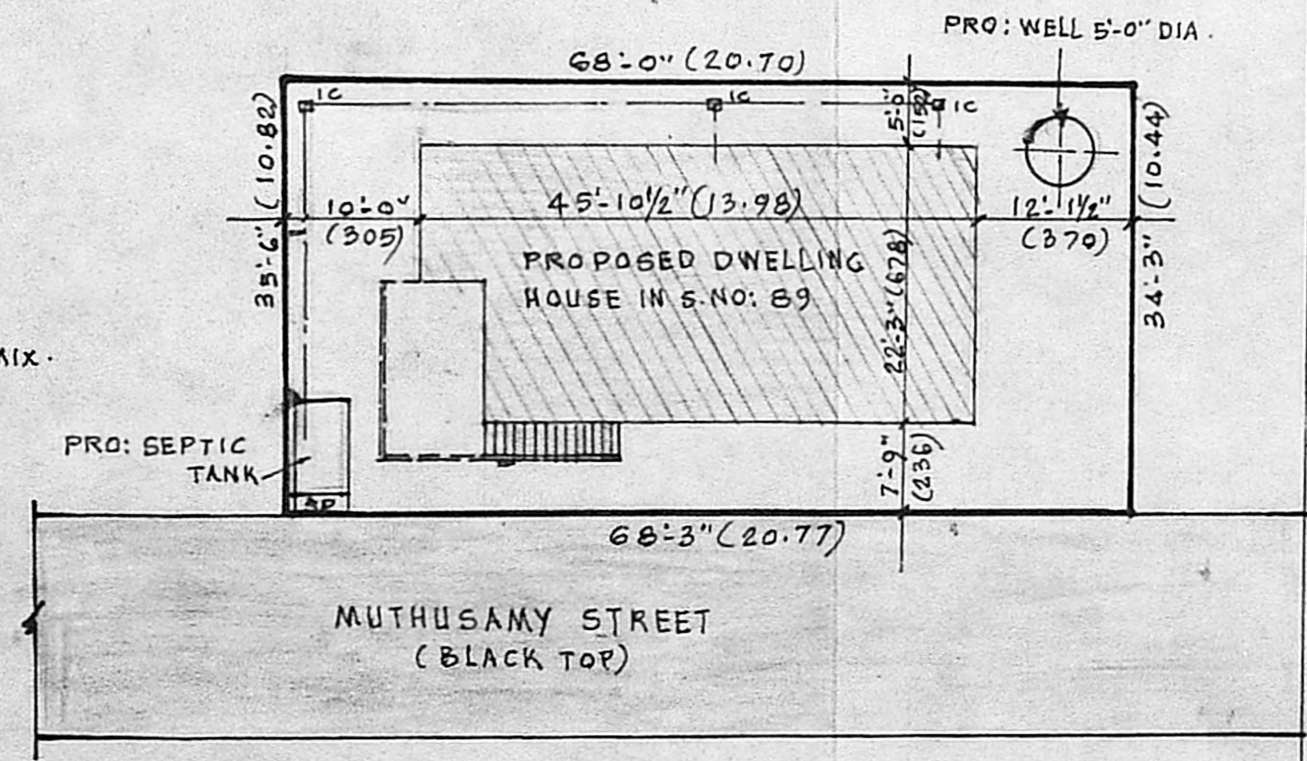 PRO: WELL 5'-0" DIA.
68'-0" (20.70)
IC
IC
IC
5'-0"
(152)
35'-6" (10.82)
10'-0"
(305)
45'-10½" (13.98)
12'-1½"
(370)
34'-3" (10.44)
PROPOSED DWELLING
HOUSE IN S.NO: 89
22'-3" (678)
MIX.
PRO: SEPTIC
TANK
7'-9"
(236)
68'-3" (20.77)
MUTHUSAMY STREET
(BLACK TOP)